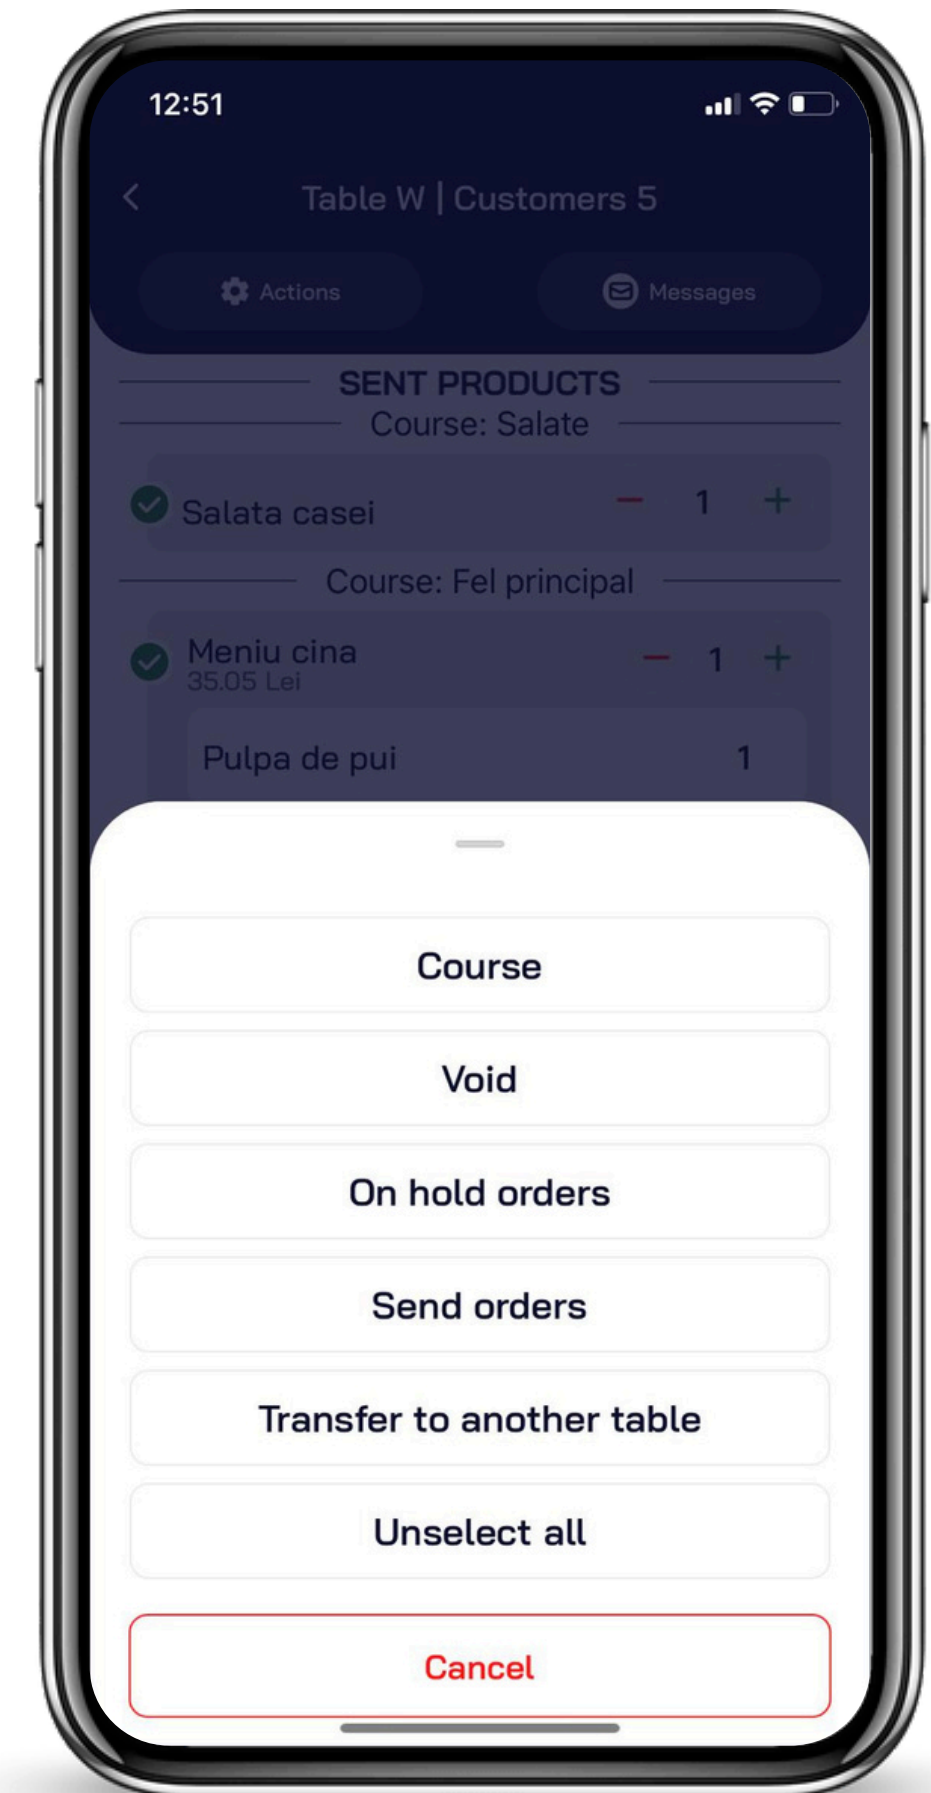 12:51
Table W | Customers 5
Actions
Messages
SENT PRODUCTS
Course: Salate
Salata casei
1
Course: Fel principal
Meniu cina
1
35.05 Lei
Pulpa de pui
1
Course
Void
On hold orders
Send orders
Transfer to another table
Unselect all
Cancel